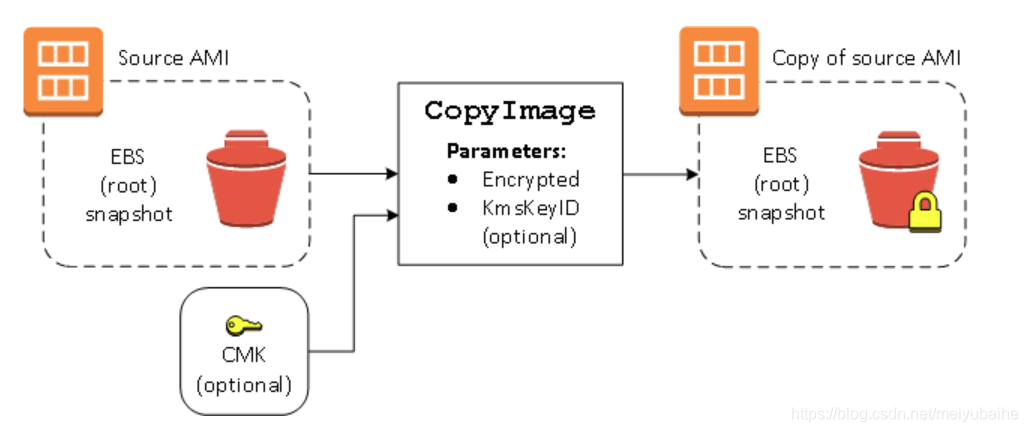 Source AMI
EBS
(root)
snapshot
CMK
(optional)
CopyImage
Parameters:
● Encrypted
● KmsKeyID
(optional)
Copy of source AMI
EBS
(root)
snapshot
https://blog.csdn.net/meiyubaihe